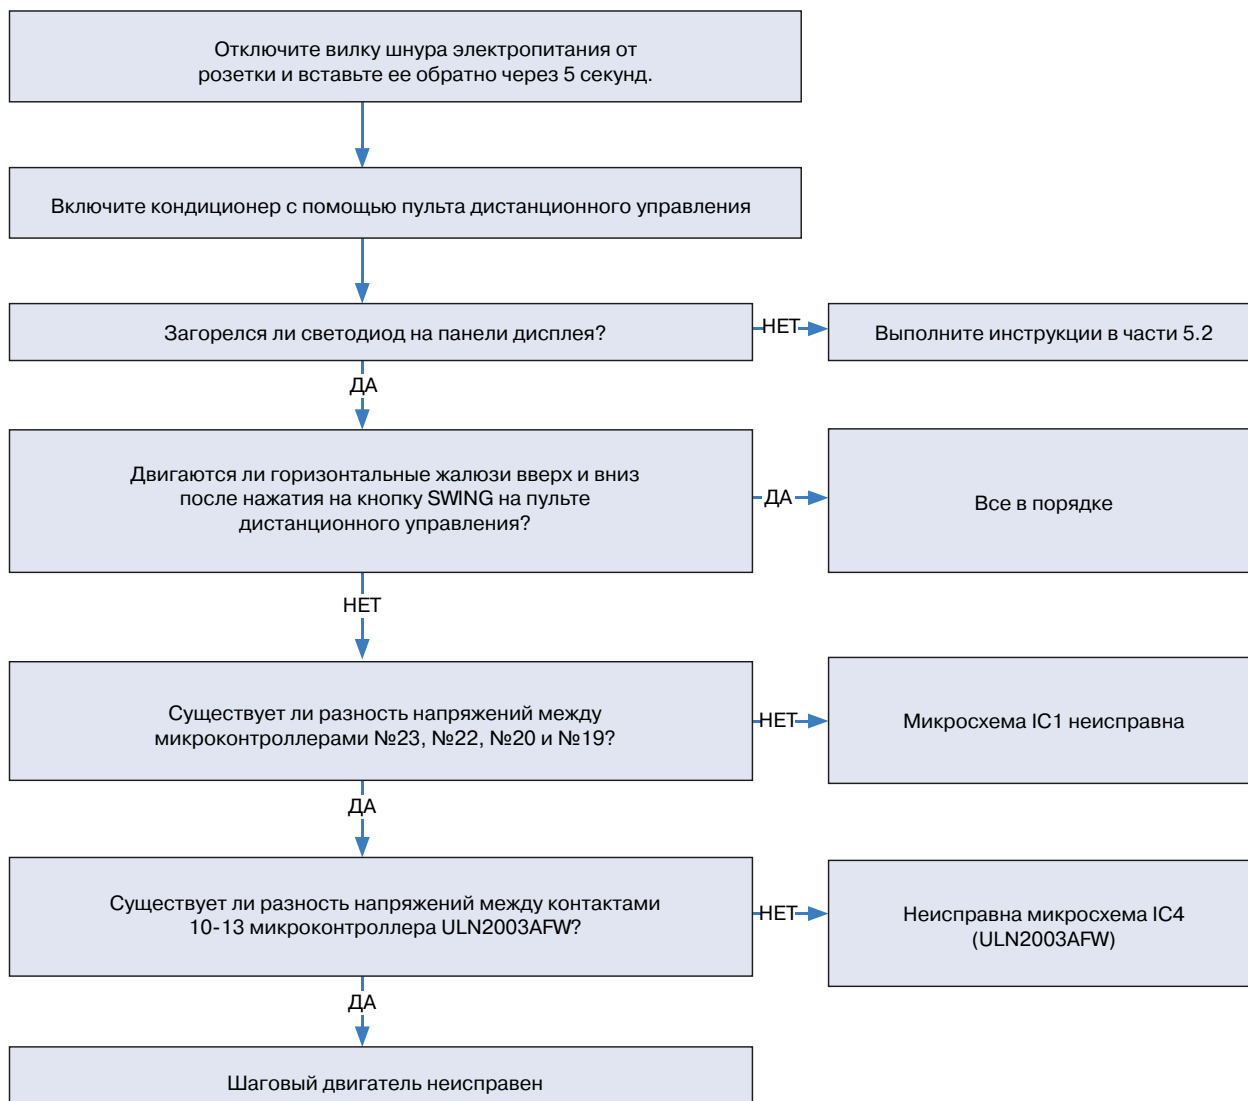 Отключите вилку шнура электропитания от
розетки и вставьте ее обратно через 5 секунд.
Включите кондиционер с помощью пульта дистанционного управления
Загорелся ли светодиод на панели дисплея?
НЕТ
Выполните инструкции в части 5.2
ДА
Двигаются ли горизонтальные жалюзи вверх и вниз
после нажатия на кнопку SWING на пульте
дистанционного управления?
ДА
Все в порядке
НЕТ
Существует ли разность напряжений между
микроконтроллерами №23, №22, №20 и №19?
НЕТ
Микросхема IC1 неисправна
ДА
Существует ли разность напряжений между контактами
10-13 микроконтроллера ULN2003AFW?
НЕТ
Неисправна микросхема IC4
(ULN2003AFW)
ДА
Шаговый двигатель неисправен